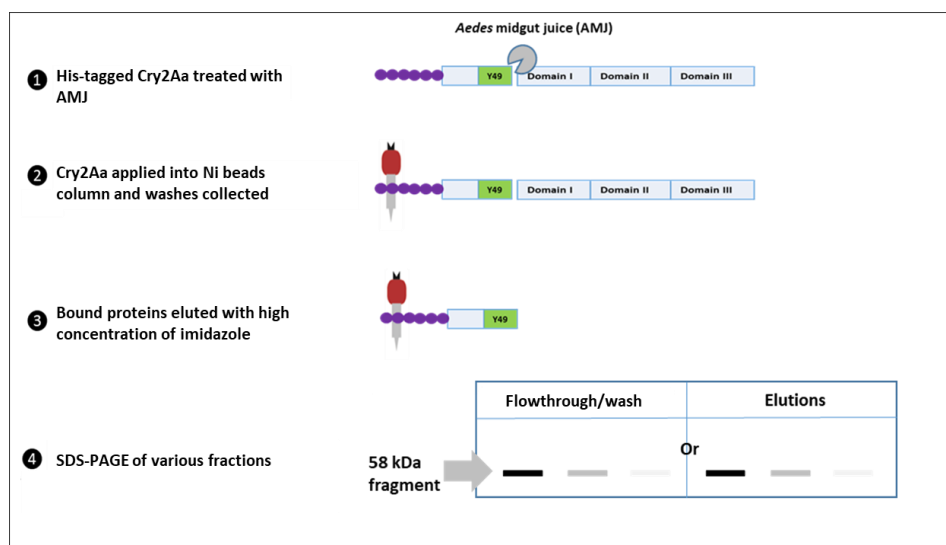 Aedes midgut juice (AMJ)
1 His-tagged Cry2Aa treated with
AMJ
Y49 Domain I Domain II Domain III
2 Cry2Aa applied into Ni beads
column and washes collected
Y49 Domain I Domain II Domain III
3 Bound proteins eluted with high
concentration of imidazole
Y49
Flowthrough/wash Elutions
4 SDS-PAGE of various fractions
Or
58 kDa
fragment